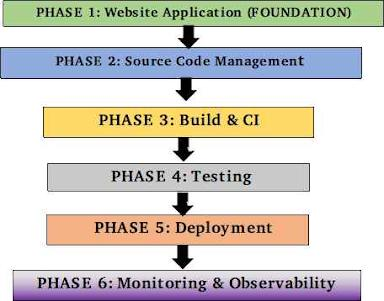 PHASE 1: Website Application (FOUNDATION)
PHASE 2: Source Code Management
PHASE 3: Build & CI
PHASE 4: Testing
PHASE 5: Deployment
PHASE 6: Monitoring & Observability